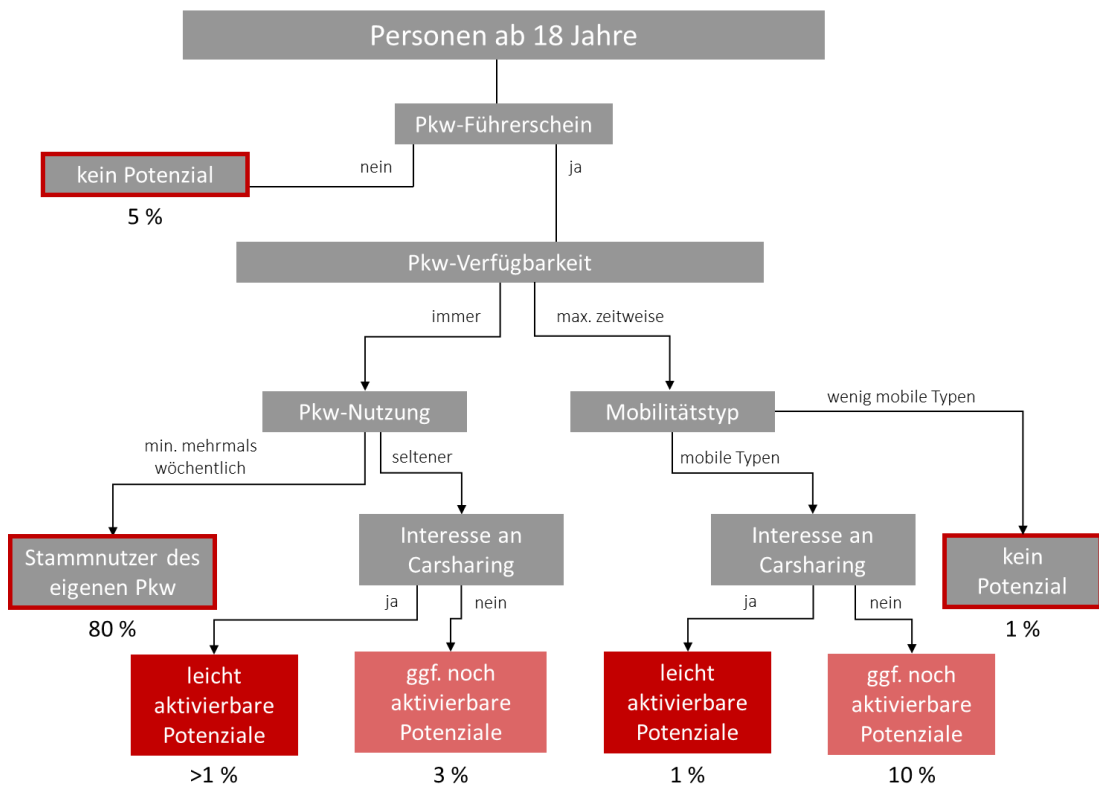 Personen ab 18 Jahre
Pkw-Führerschein
nein
ja
kein Potenzial
5 %
Pkw-Verfügbarkeit
immer
max. zeitweise
Pkw-Nutzung
Mobilitätstyp
wenig mobile Typen
min. mehrmals
wöchentlich
seltener
mobile Typen
Stammnutzer des
eigenen Pkw
80 %
Interesse an
Carsharing
Interesse an
Carsharing
kein
Potenzial
1 %
ja
nein
ja
nein
leicht
aktivierbare
Potenziale
>1 %
ggf. noch
aktivierbare
Potenziale
3 %
leicht
aktivierbare
Potenziale
1 %
ggf. noch
aktivierbare
Potenziale
10 %